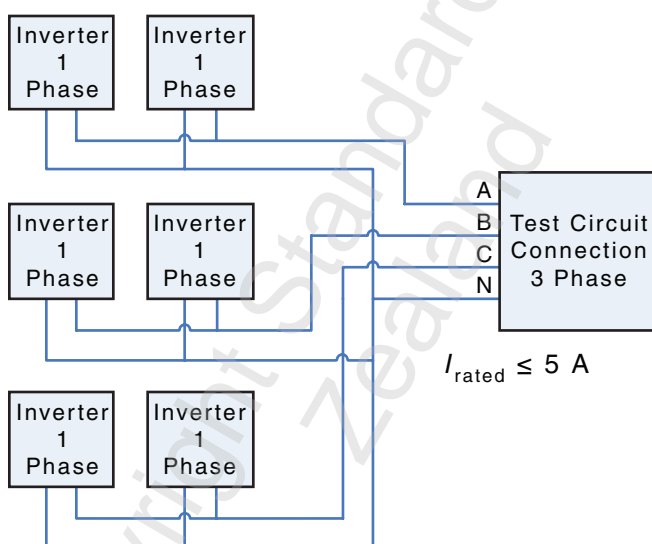 Inverter
1
Phase
Inverter
1
Phase
A
B
C
N
Test Circuit
Connection
3 Phase
Inverter
1
Phase
Inverter
1
Phase
Irated ≤ 5 A
Inverter
1
Phase
Inverter
1
Phase
Zealand